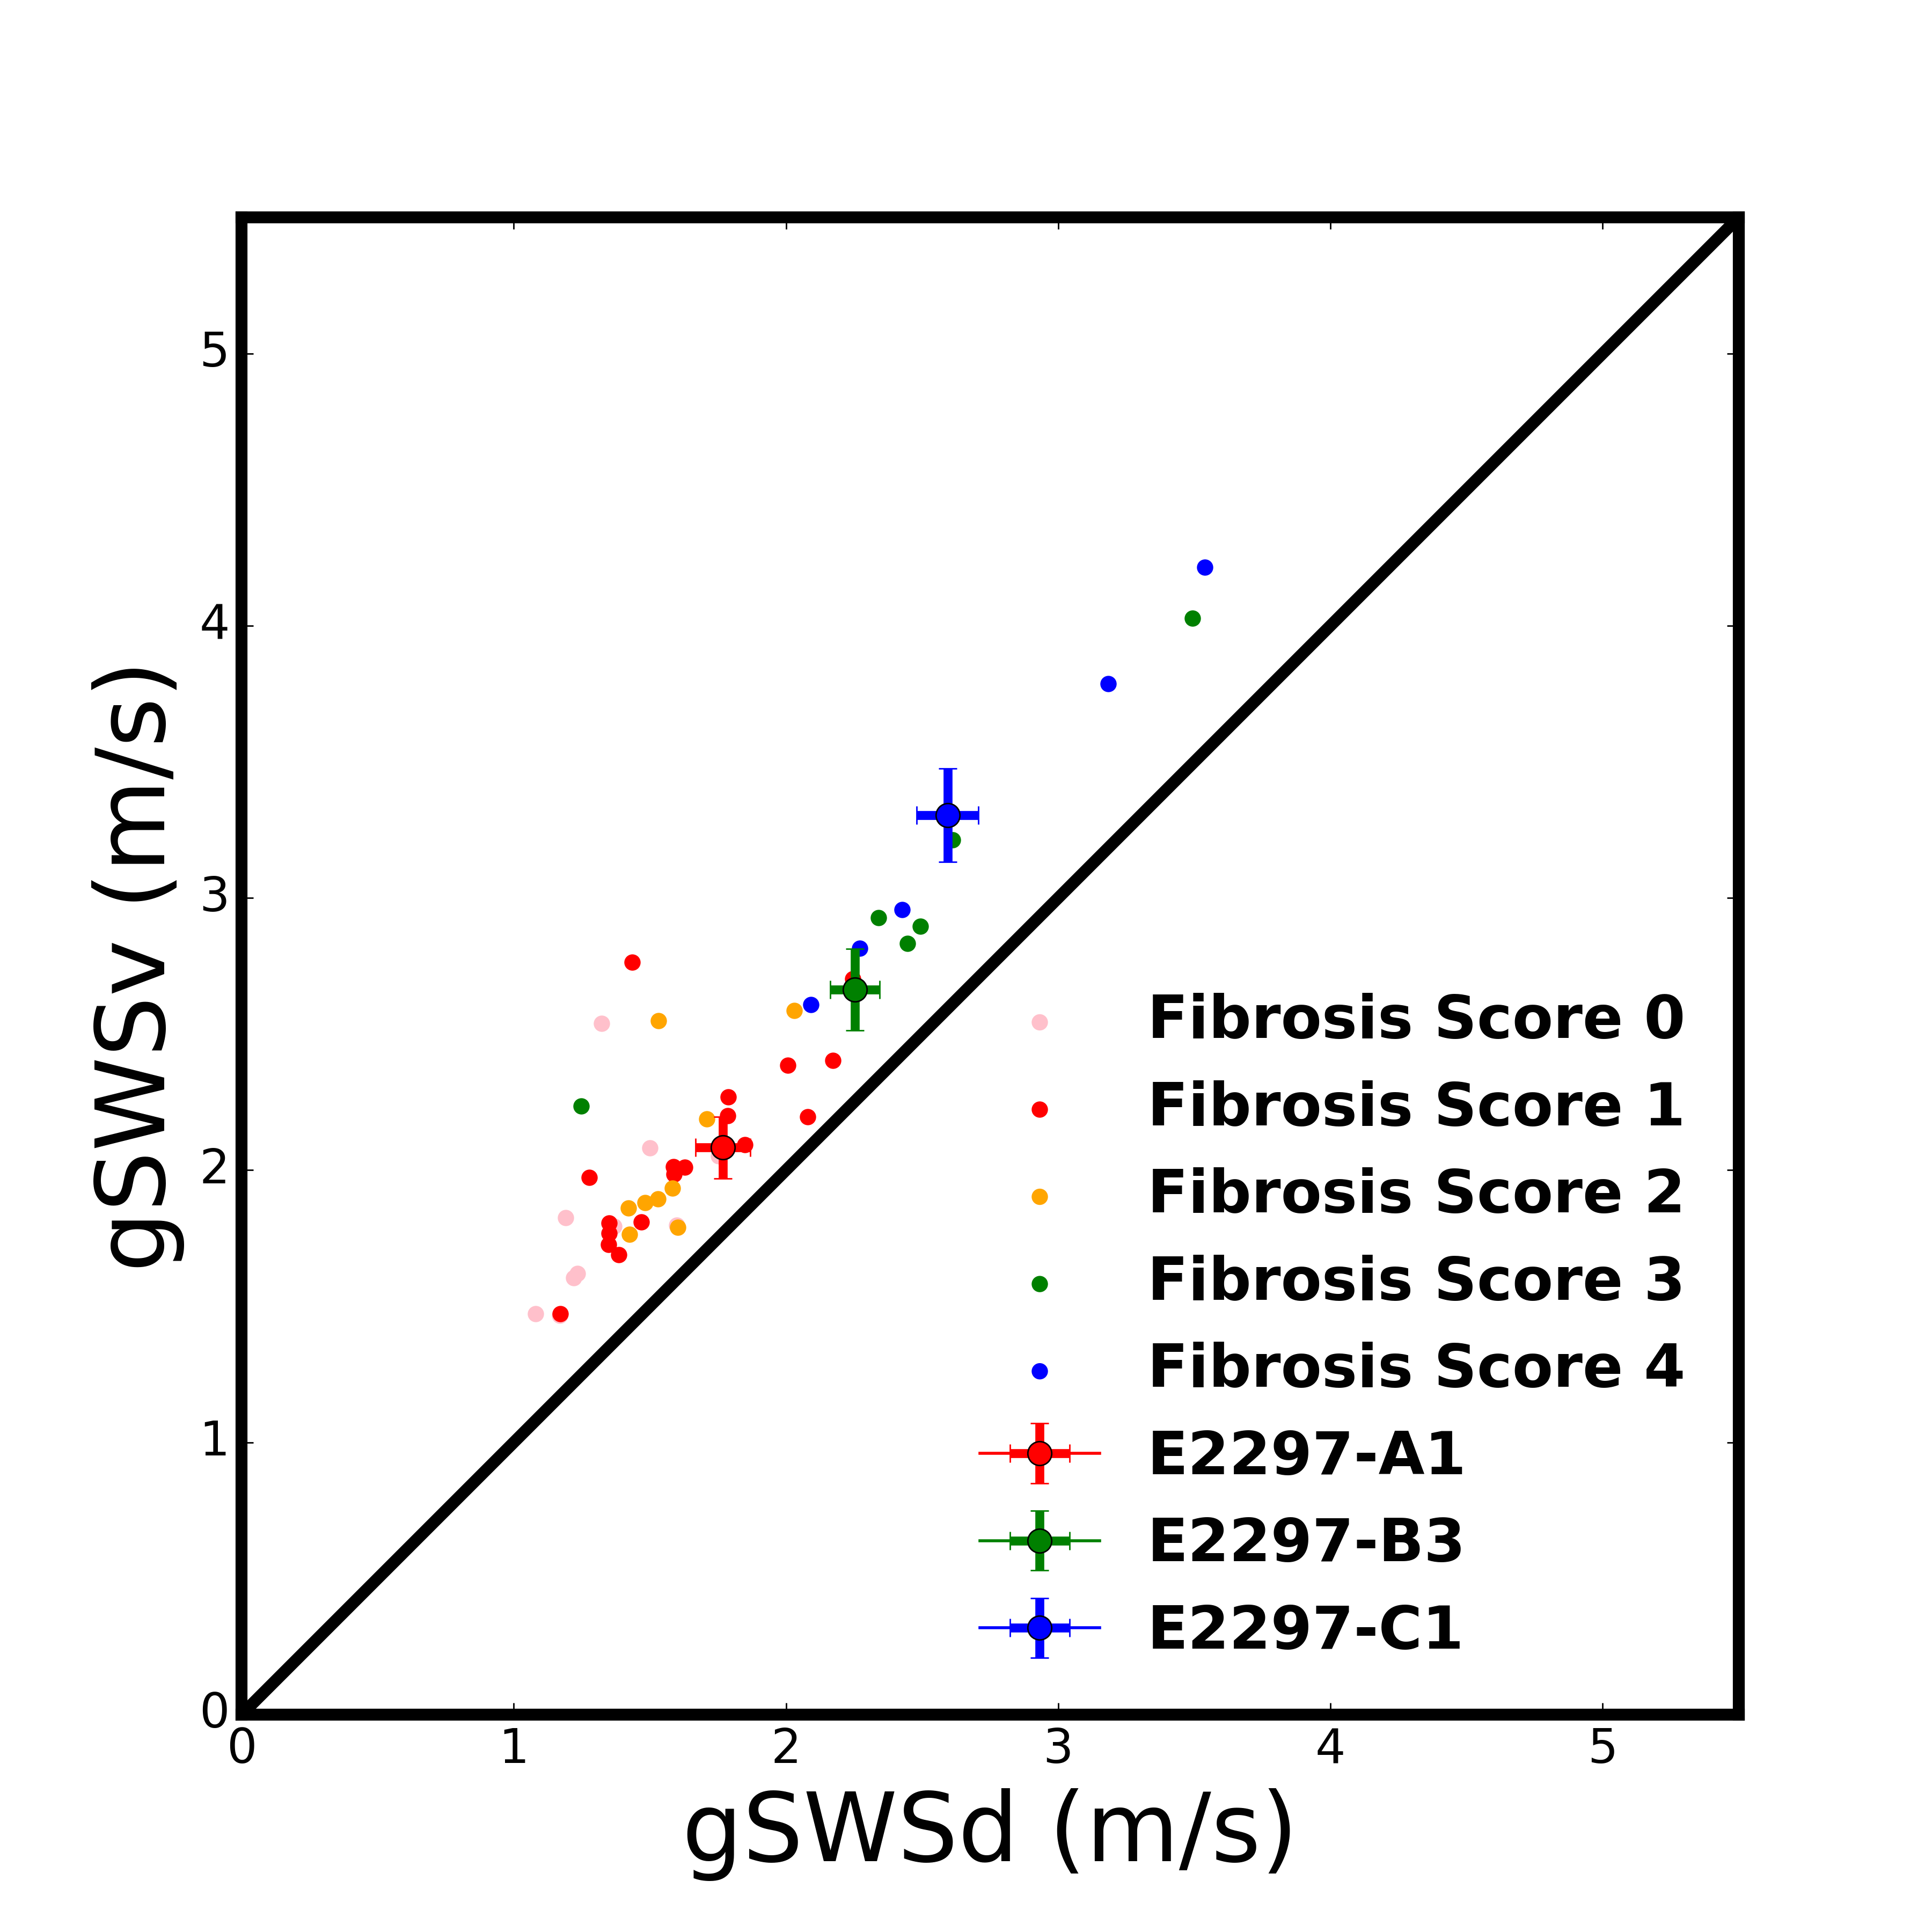 gSWSv (m/s)
5
4
3
2
1
0
0 1 2 3 4 5
gSWSd (m/s)
Fibrosis Score 0
Fibrosis Score 1
Fibrosis Score 2
Fibrosis Score 3
Fibrosis Score 4
E2297-A1
E2297-B3
E2297-C1